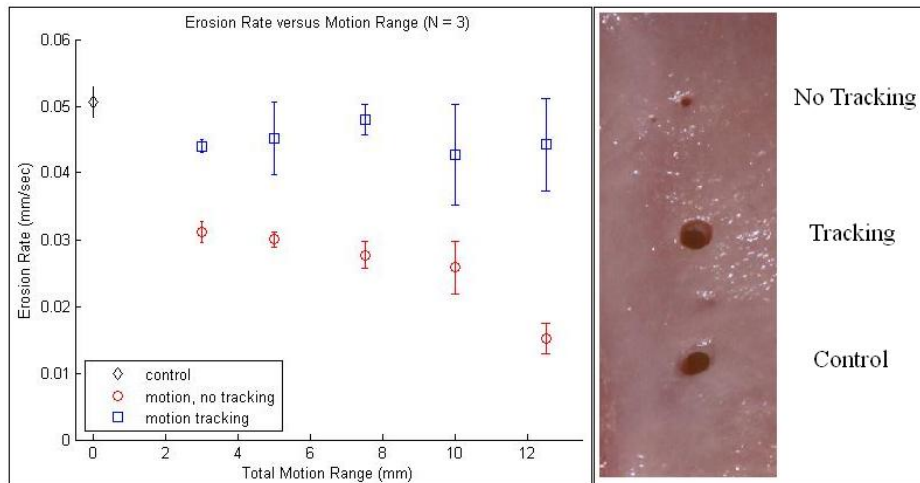 Erosion Rate versus Motion Range (N = 3)
0.06
0.05
0.04
0.03
0.02
0.01
0
Erosion Rate (mm/sec)
control
motion, no tracking
motion tracking
0 2 4 6 8 10 12
Total Motion Range (mm)
No Tracking
Tracking
Control